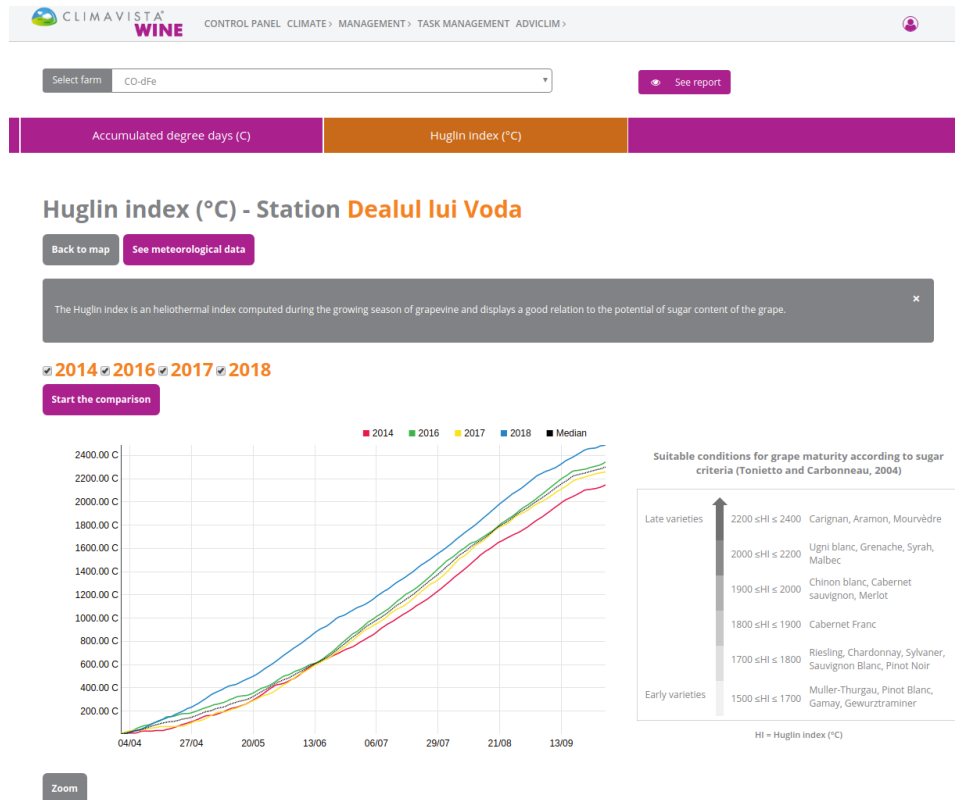 CLIMAVISTA®
WINE
CONTROL PANEL CLIMATE > MANAGEMENT > TASK MANAGEMENT ADVICLIM >
Select farm CO-dFe See report
Accumulated degree days (C) Huglin index (°C)
Huglin index (°C) - Station Dealul lui Voda
Back to map See meteorological data
The Huglin index is an heliothermal index computed during the growing season of grapevine and displays a good relation to the potential of sugar content of the grape. ×
2014 2016 2017 2018
Start the comparison
2014 2016 2017 2018 Median
2400.00 C
2200.00 C
2000.00 C
1800.00 C
1600.00 C
1400.00 C
1200.00 C
1000.00 C
800.00 C
600.00 C
400.00 C
200.00 C
04/04 27/04 20/05 13/06 06/07 29/07 21/08 13/09
Suitable conditions for grape maturity according to sugar
criteria (Tonietto and Carbonneau, 2004)
Late varieties 2200 ≤HI ≤ 2400 Carignan, Aramon, Mourvèdre
2000 ≤HI ≤ 2200 Ugni blanc, Grenache, Syrah,
Malbec
1900 ≤HI ≤ 2000 Chinon blanc, Cabernet
sauvignon, Merlot
1800 ≤HI ≤ 1900 Cabernet Franc
1700 ≤HI ≤ 1800 Riesling, Chardonnay, Sylvaner,
Sauvignon Blanc, Pinot Noir
Early varieties 1500 ≤HI ≤ 1700 Muller-Thurgau, Pinot Blanc,
Gamay, Gewurztraminer
HI = Huglin index (°C)
Zoom